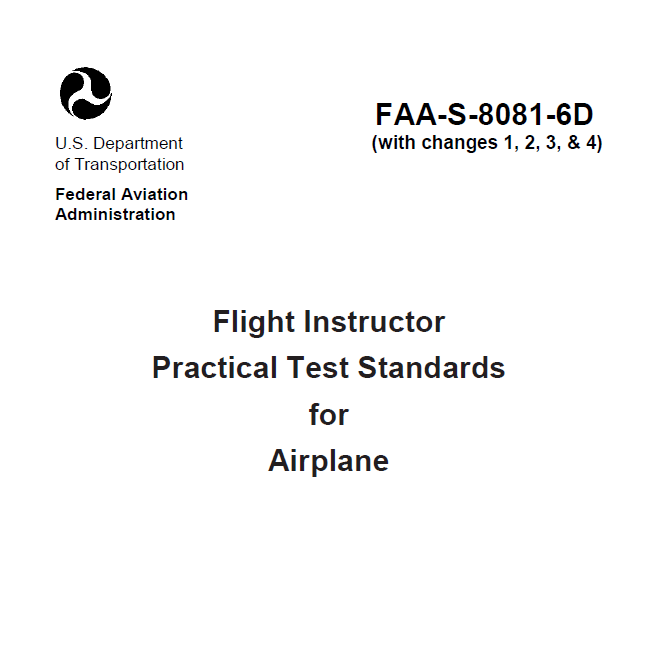 FAA-S-8081-6D
(with changes 1, 2, 3, & 4)
U.S. Department
of Transportation
Federal Aviation
Administration
Flight Instructor
Practical Test Standards
for
Airplane